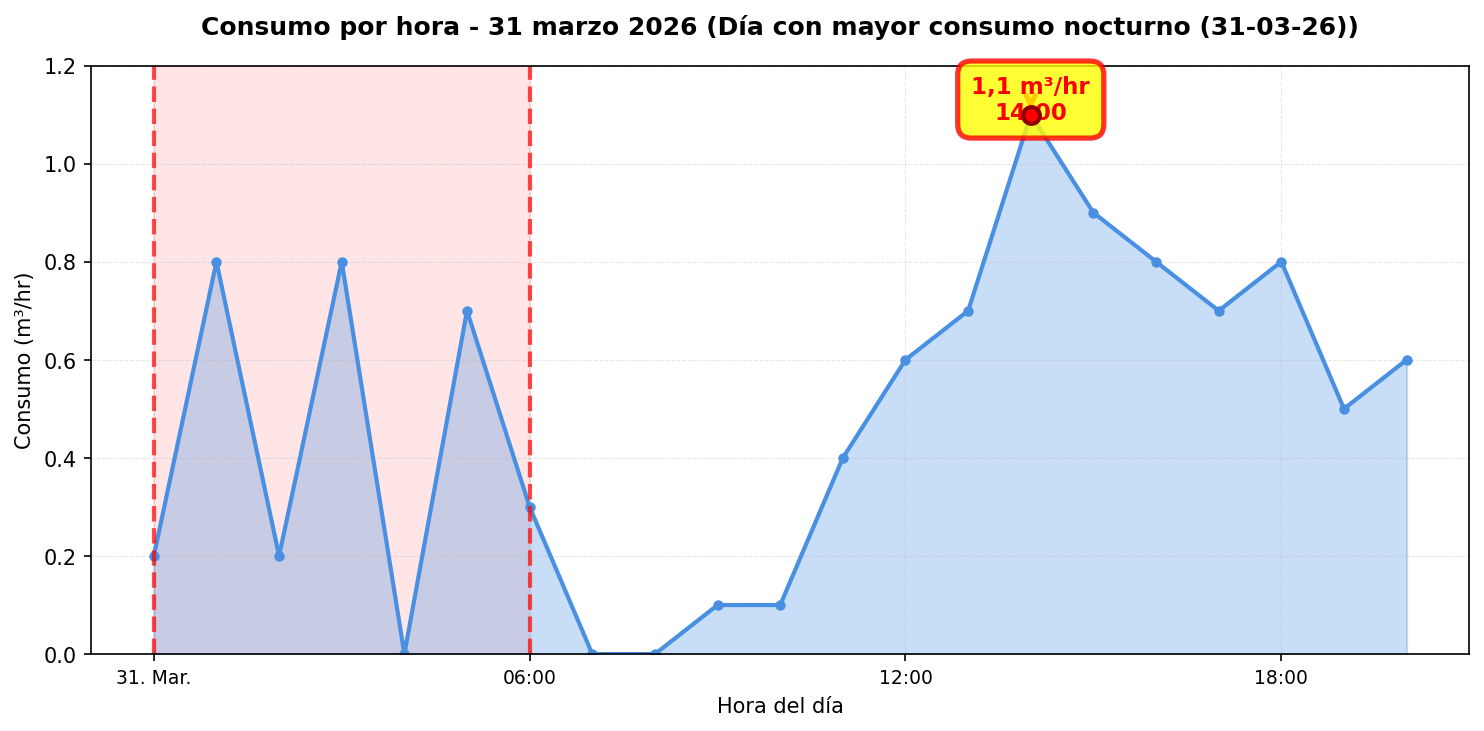 Consumo por hora - 31 marzo 2026 (Día con mayor consumo nocturno (31-03-26))
1.2
1,1 m³/hr
14:00
1.0
0.8
0.6
0.4
0.2
0.0
Consumo (m³/hr)
31. Mar.
06:00
12:00
18:00
Hora del día